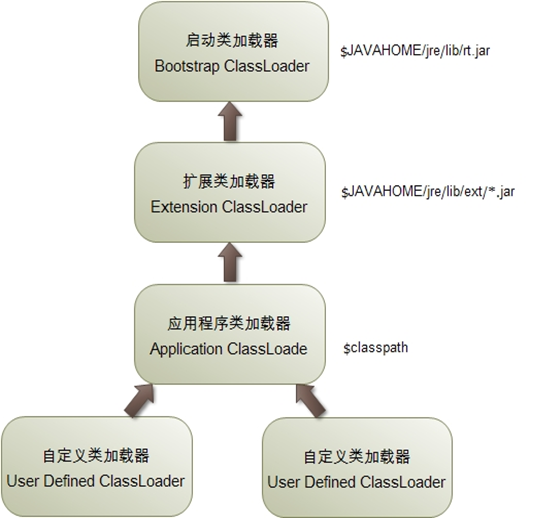 启动类加载器
Bootstrap ClassLoader
$JAVAHOME/jre/lib/rt.jar
扩展类加载器
Extension ClassLoader
$JAVAHOME/jre/lib/ext/*.jar
应用程序类加载器
Application ClassLoade
$classpath
自定义类加载器
User Defined ClassLoader
自定义类加载器
User Defined ClassLoader